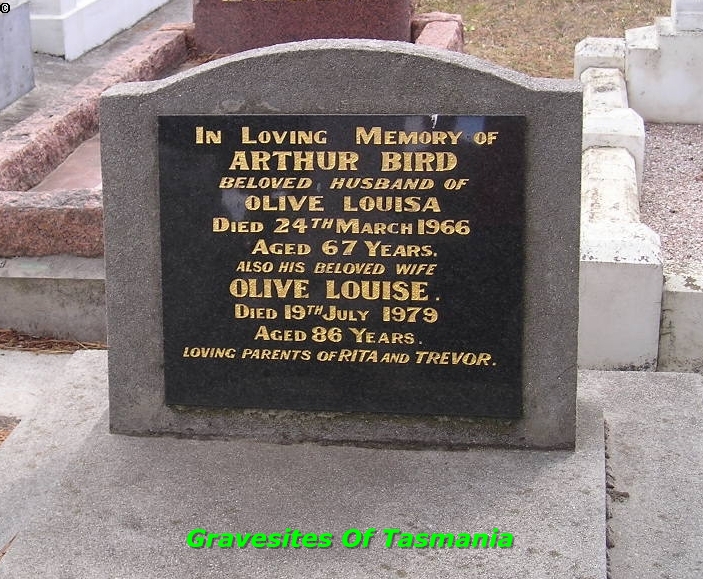 ©
IN LOVING MEMORY OF
ARTHUR BIRD
BELOVED HUSBAND OF
OLIVE LOUISA
DIED 24TH MARCH 1966
AGED 67 YEARS.
ALSO HIS BELOVED WIFE
OLIVE LOUISE.
DIED 19TH JULY 1979
AGED 86 YEARS.
LOVING PARENTS OF RITA AND TREVOR.
Gravesites Of Tasmania